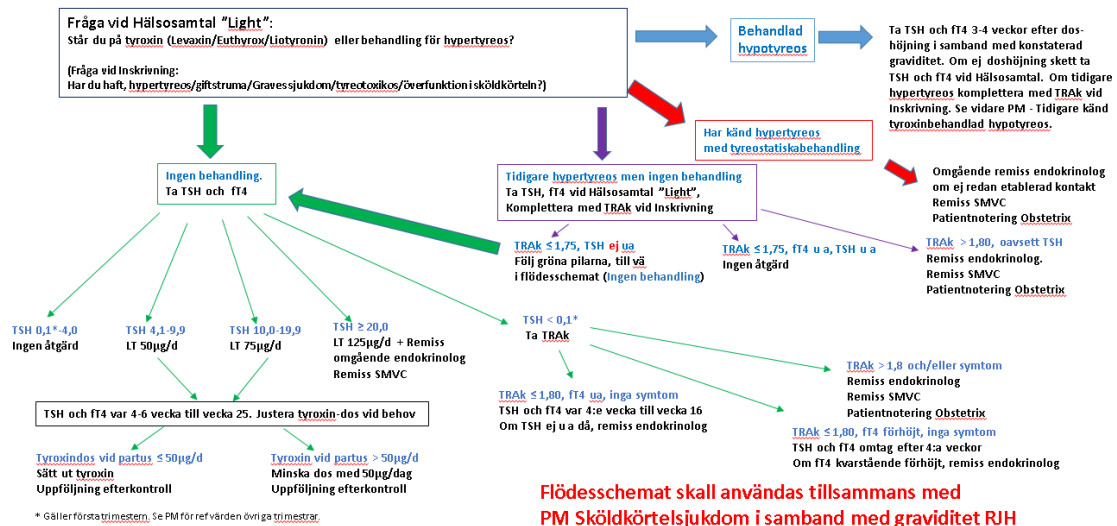 Fråga vid Hälsosamtal ”Light”:
Står du på tyroxin (Levaxin/Euthyrox/Liotyronin) eller behandling för hypertyreos?
(Fråga vid Inskrivning:
Har du haft, hypertyreos/giftstruma/Graves sjukdom/tyreotoxikos/överfunktion i sköldkörteln?)
Behandlad
hypotyreos
Ta TSH och fT4 3-4 veckor efter dos-
höjning i samband med konstaterad
graviditet. Om ej doshöjning skett ta
TSH och fT4 vid Hälsosamtal. Om tidigare
hypertyreos komplettera med TRAk vid
Inskrivning. Se vidare PM - Tidigare känd
tyroxinbehandlad hypotyreos.
Har känd hypertyreos
med tyreostatiskabehandling
Omgående remiss endokrinolog
om ej redan etablerad kontakt
Remiss SMVC
Patientnotering Obstetrix
Ingen behandling.
Ta TSH och fT4
Tidigare hypertyreos men ingen behandling
Ta TSH, fT4 vid Hälsosamtal ”Light”,
Komplettera med TRAk vid Inskrivning
TRAk ≤ 1,75, TSH ej ua
Följ gröna pilarna, till vä
i flödesschemat (Ingen behandling)
TRAk ≤ 1,75, fT4 u a, TSH u a
Ingen åtgärd
TRAk > 1,80, oavsett TSH
Remiss endokrinolog.
Remiss SMVC
Patientnotering Obstetrix
TSH 0,1*-4,0
Ingen åtgärd
TSH 4,1-9,9
LT 50µg/d
TSH 10,0-19,9
LT 75µg/d
TSH ≥ 20,0
LT 125µg/d + Remiss
omgående endokrinolog
Remiss SMVC
TSH < 0,1*
Ta TRAk
TRAk > 1,8 och/eller symtom
Remiss endokrinolog
Remiss SMVC
Patientnotering Obstetrix
TRAk ≤ 1,80, fT4 ua, inga symtom
TSH och fT4 var 4:e vecka till vecka 16
Om TSH ej u a då, remiss endokrinolog
TRAk ≤ 1,80, fT4 förhöjt, inga symtom
TSH och fT4 omtag efter 4:a veckor
Om fT4 kvarstående förhöjt, remiss endokrinolog
TSH och fT4 var 4-6 vecka till vecka 25. Justera tyroxin-dos vid behov
Tyroxindos vid partus ≤ 50µg/d
Sätt ut tyroxin
Uppföljning efterkontroll
Tyroxin vid partus > 50µg/d
Minska dos med 50µg/dag
Uppföljning efterkontroll
* Gäller första trimestern. Se PM för ref värden övriga trimestrar.
Flödesschemat skall användas tillsammans med
PM Sköldkörtelsjukdom i samband med graviditet RJH